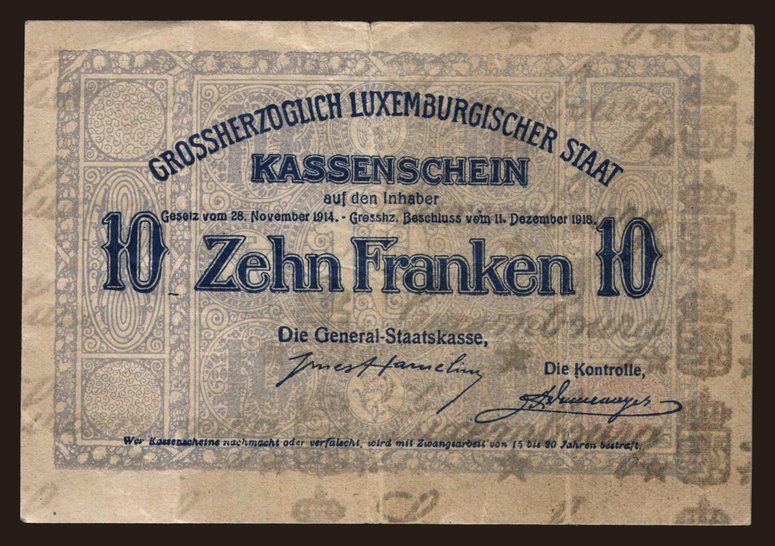 GROSSHERZOGLICH LUXEMBURGISCHER STAAT
KASSENSCHEIN
auf den Inhaber
Gesetz vom 28. November 1914. - Grossh. Beschluss vom 11. Dezember 1918.
10 Zehn Franken 10
Die General-Staatskasse,
Die Kontrolle,
Wer Kassenscheine nachmacht oder verfälscht, wird mit Zwangsarbeit von 15 bis 20 Jahren bestraft.